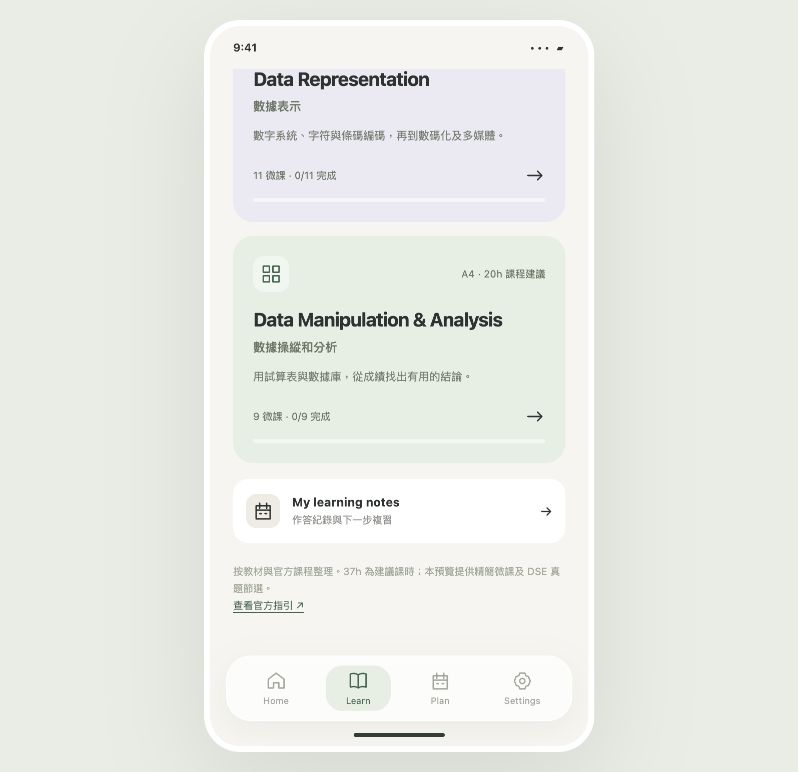 9:41
Data Representation
數據表示
數字系統、字符與條碼編碼，再到數碼化及多媒體。
11 微課 · 0/11 完成
A4 · 20h 課程建議
Data Manipulation & Analysis
數據操縱和分析
用試算表與數據庫，從成績找出有用的結論。
9 微課 · 0/9 完成
My learning notes
作答紀錄與下一步複習
按教材與官方課程整理。37h 為建議課時；本預覽提供精簡微課及 DSE 真
題節選。
查看官方指引 ↗
Home
Learn
Plan
Settings